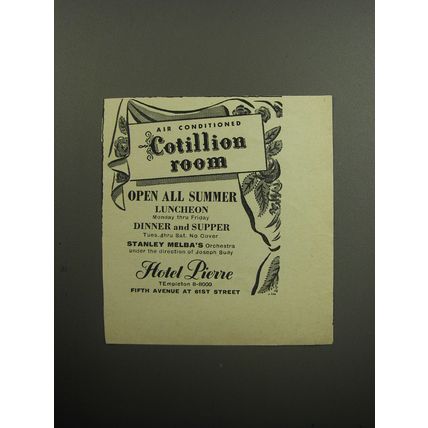 AIR CONDITIONED
Cotillion
room
OPEN ALL SUMMER
LUNCHEON
Monday thru Friday
DINNER and SUPPER
Tues. thru Sat. No Cover
STANLEY MELBA'S Orchestra
under the direction of Joseph Sudy
Hotel Pierre
TEmpleton 8-8000
FIFTH AVENUE AT 61ST STREET